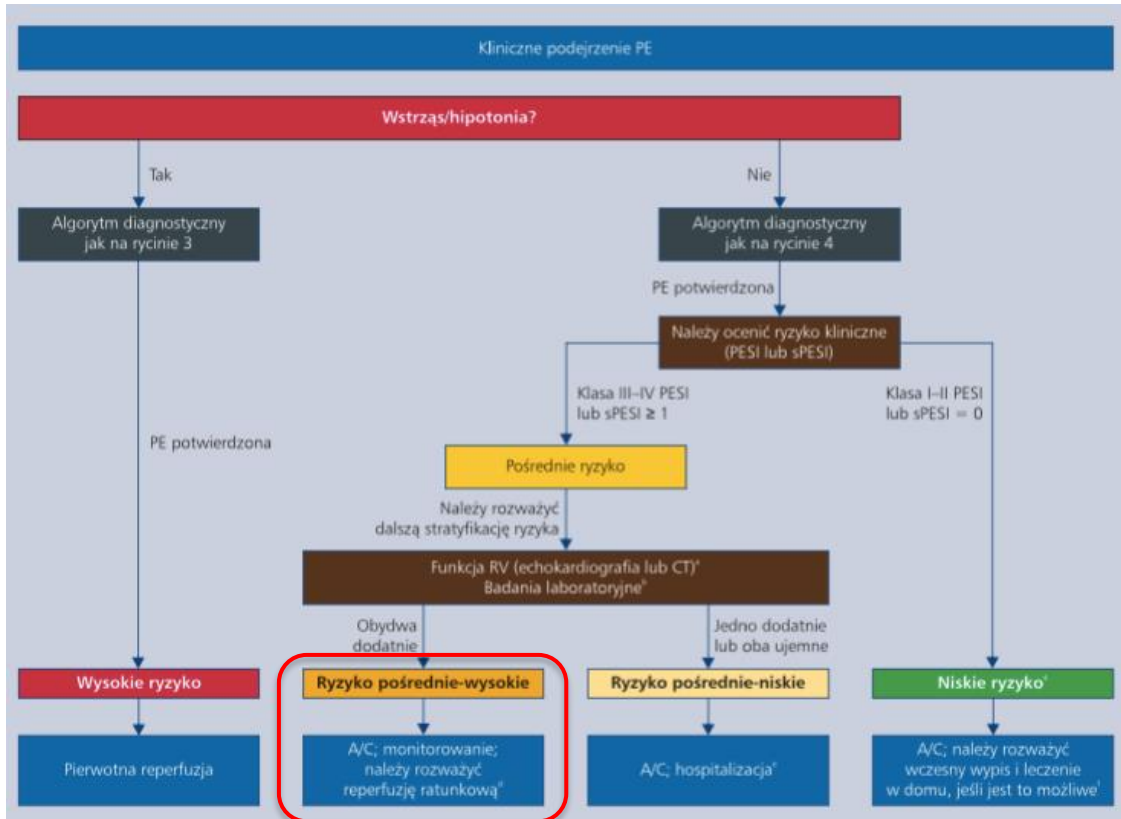 Kliniczne podejrzenie PE
Wstrząs/hipotonia?
Tak
Nie
Algorytm diagnostyczny
jak na rycinie 3
Algorytm diagnostyczny
jak na rycinie 4
PE potwierdzona
Należy ocenić ryzyko kliniczne
(PESI lub sPESI)
Klasa III–IV PESI
lub sPESI ≥ 1
Klasa I–II PESI
lub sPESI = 0
PE potwierdzona
Pośrednie ryzyko
Należy rozważyć
dalszą stratyfikację ryzyka
Funkcja RV (echokardiografia lub CT)ᵃ
Badania laboratoryjneᵇ
Obydwa
dodatnie
Jedno dodatnie
lub oba ujemne
Wysokie ryzyko
Ryzyko pośrednie-wysokie
Ryzyko pośrednie-niskie
Niskie ryzykoᶜ
Pierwotna reperfuzja
A/C; monitorowanie;
należy rozważyć
reperfuzję ratunkowąᵈ
A/C; hospitalizacjaᵉ
A/C; należy rozważyć
wczesny wypis i leczenie
w domu, jeśli jest to możliweᶠ